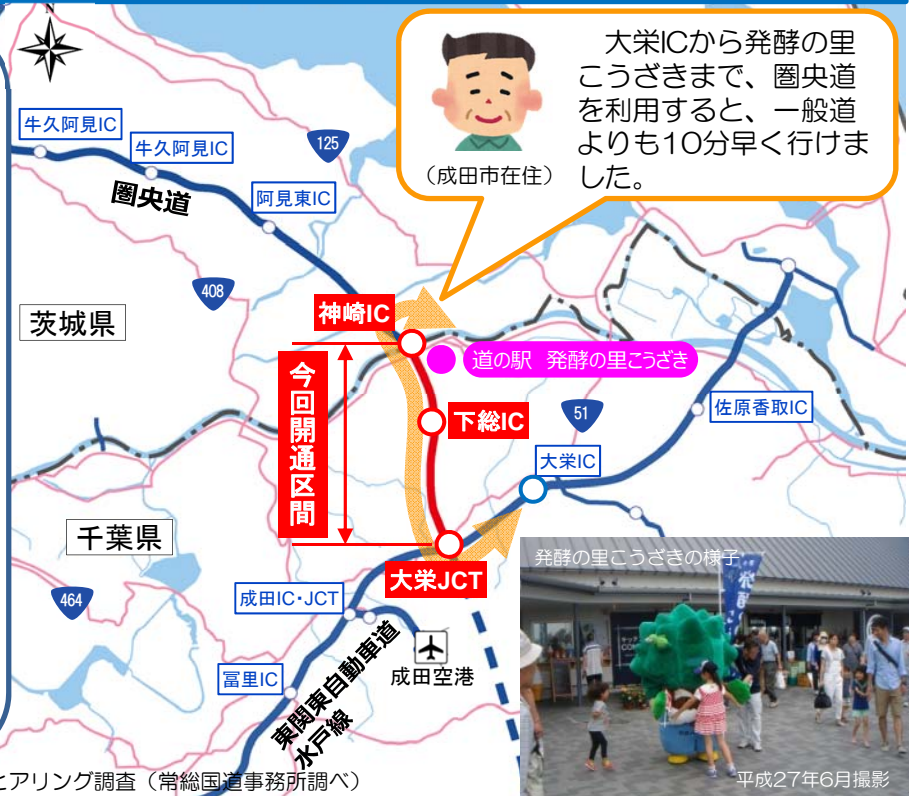 N
大栄ICから発酵の里
こうざきまで、圏央道
を利用すると、一般道
よりも10分早く行けま
した。
（成田市在住）
牛久阿見IC
牛久阿見IC
125
圏央道
阿見東IC
408
茨城県
神崎IC
道の駅 発酵の里こうざき
今回開通区間
下総IC
51
佐原香取IC
大栄IC
千葉県
大栄JCT
464
成田IC・JCT
成田空港
富里IC
東関東自動車道
水戸線
発酵の里こうざきの様子
平成27年6月撮影
ヒアリング調査（常総国道事務所調べ）